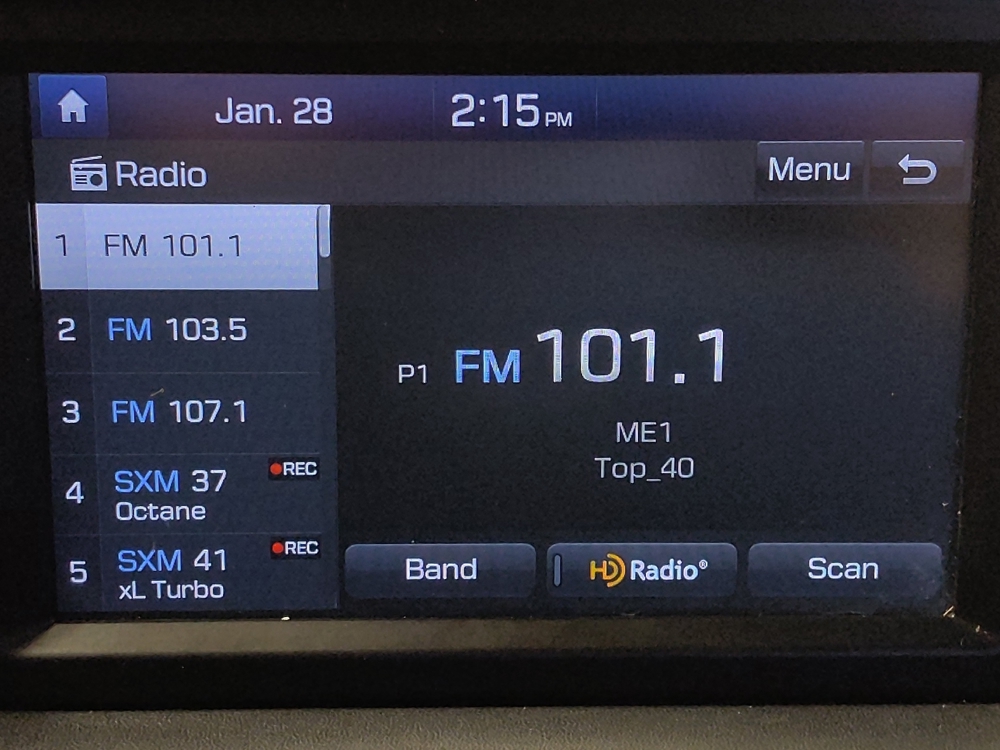 Jan. 28 2:15 PM
Radio Menu
1 FM 101.1
2 FM 103.5
3 FM 107.1
4 SXM 37 REC
Octane
5 SXM 41 REC
xL Turbo
P1 FM 101.1
ME1
Top_40
Band HD Radio® Scan